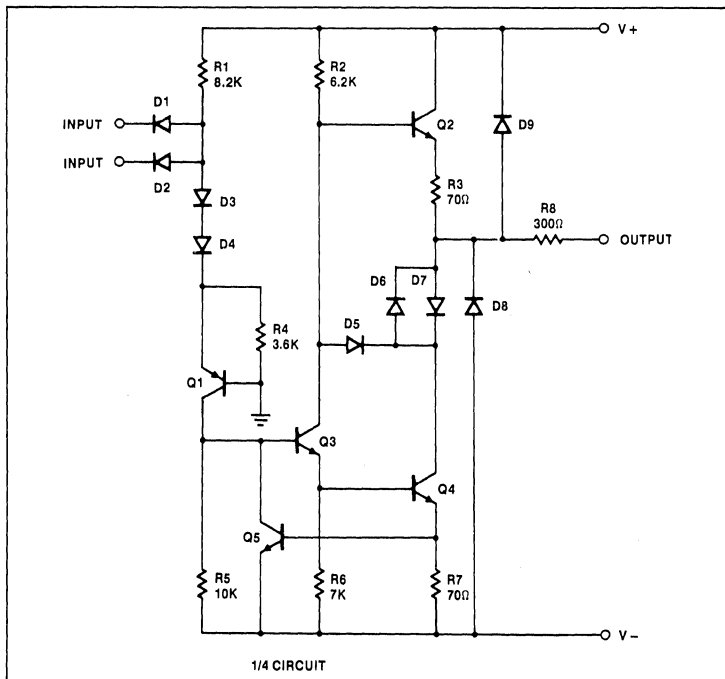 V+
R1
8.2K
R2
6.2K
D1
INPUT
Q2
D9
INPUT
D2
R3
70Ω
D3
R8
300Ω
D4
OUTPUT
D6
D7
D8
R4
3.6K
D5
Q1
Q3
Q4
Q5
R5
10K
R6
7K
R7
70Ω
V−
1/4 CIRCUIT